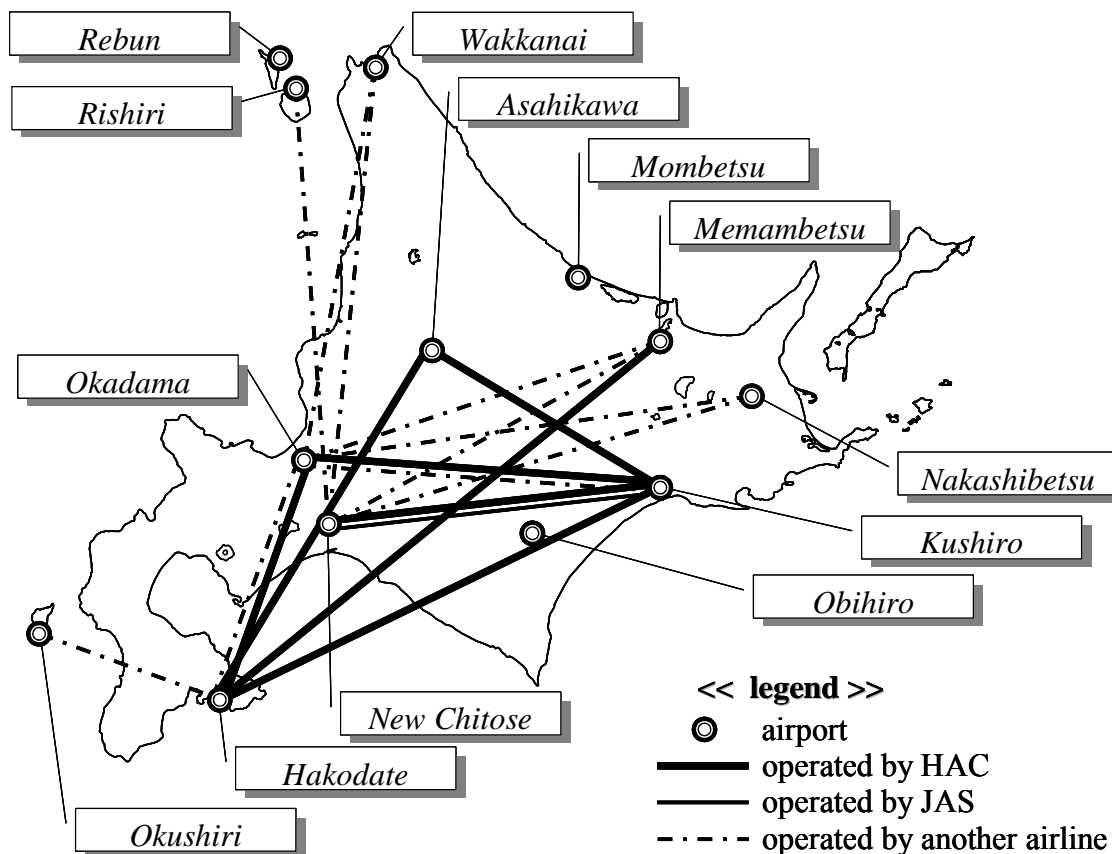 Rebun
Wakkanai
Rishiri
Asahikawa
Mombetsu
Memambetsu
Okadama
Nakashibetsu
Kushiro
Obihiro
New Chitose
Hakodate
Okushiri
<< legend >>
airport
operated by HAC
operated by JAS
operated by another airline